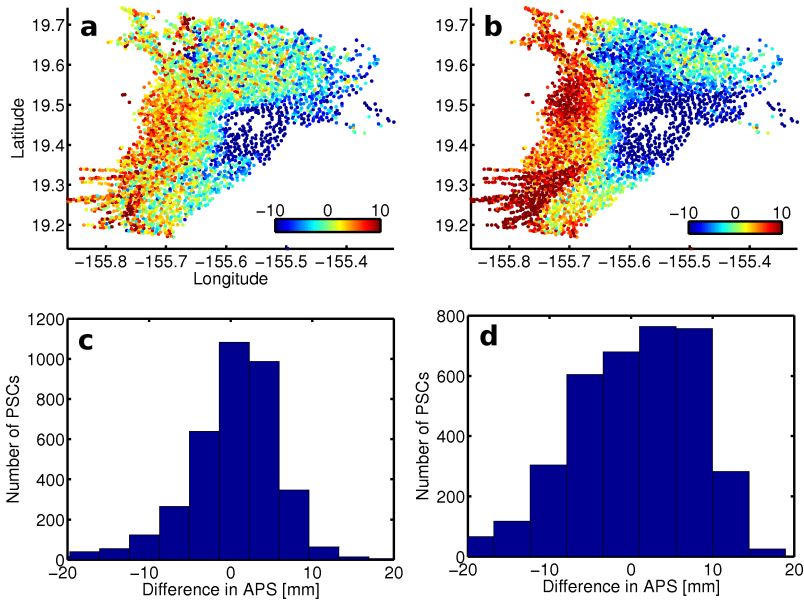 a
b
19.7
19.6
19.5
19.4
19.3
19.2
Latitude
−10 0 10
−155.8 −155.7 −155.6 −155.5 −155.4
Longitude
19.7
19.6
19.5
19.4
19.3
19.2
−10 0 10
−155.8 −155.7 −155.6 −155.5 −155.4
c
1200
1000
800
600
400
200
0
Number of PSCs
−20 −10 0 10 20
Difference in APS [mm]
d
800
600
400
200
0
Number of PSCs
−20 −10 0 10 20
Difference in APS [mm]